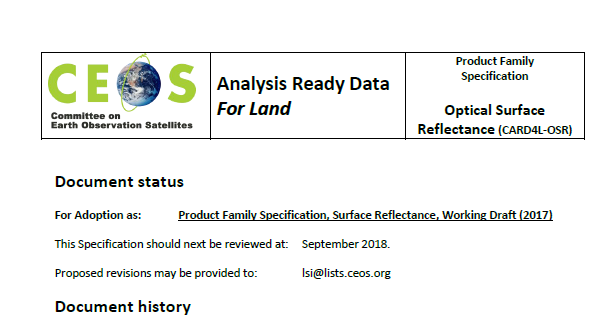 CEOS
Committee on
Earth Observation Satellites
Analysis Ready Data
For Land
Product Family
Specification
Optical Surface
Reflectance (CARD4L-OSR)
Document status
For Adoption as: Product Family Specification, Surface Reflectance, Working Draft (2017)
This Specification should next be reviewed at: September 2018.
Proposed revisions may be provided to: lsi@lists.ceos.org
Document history